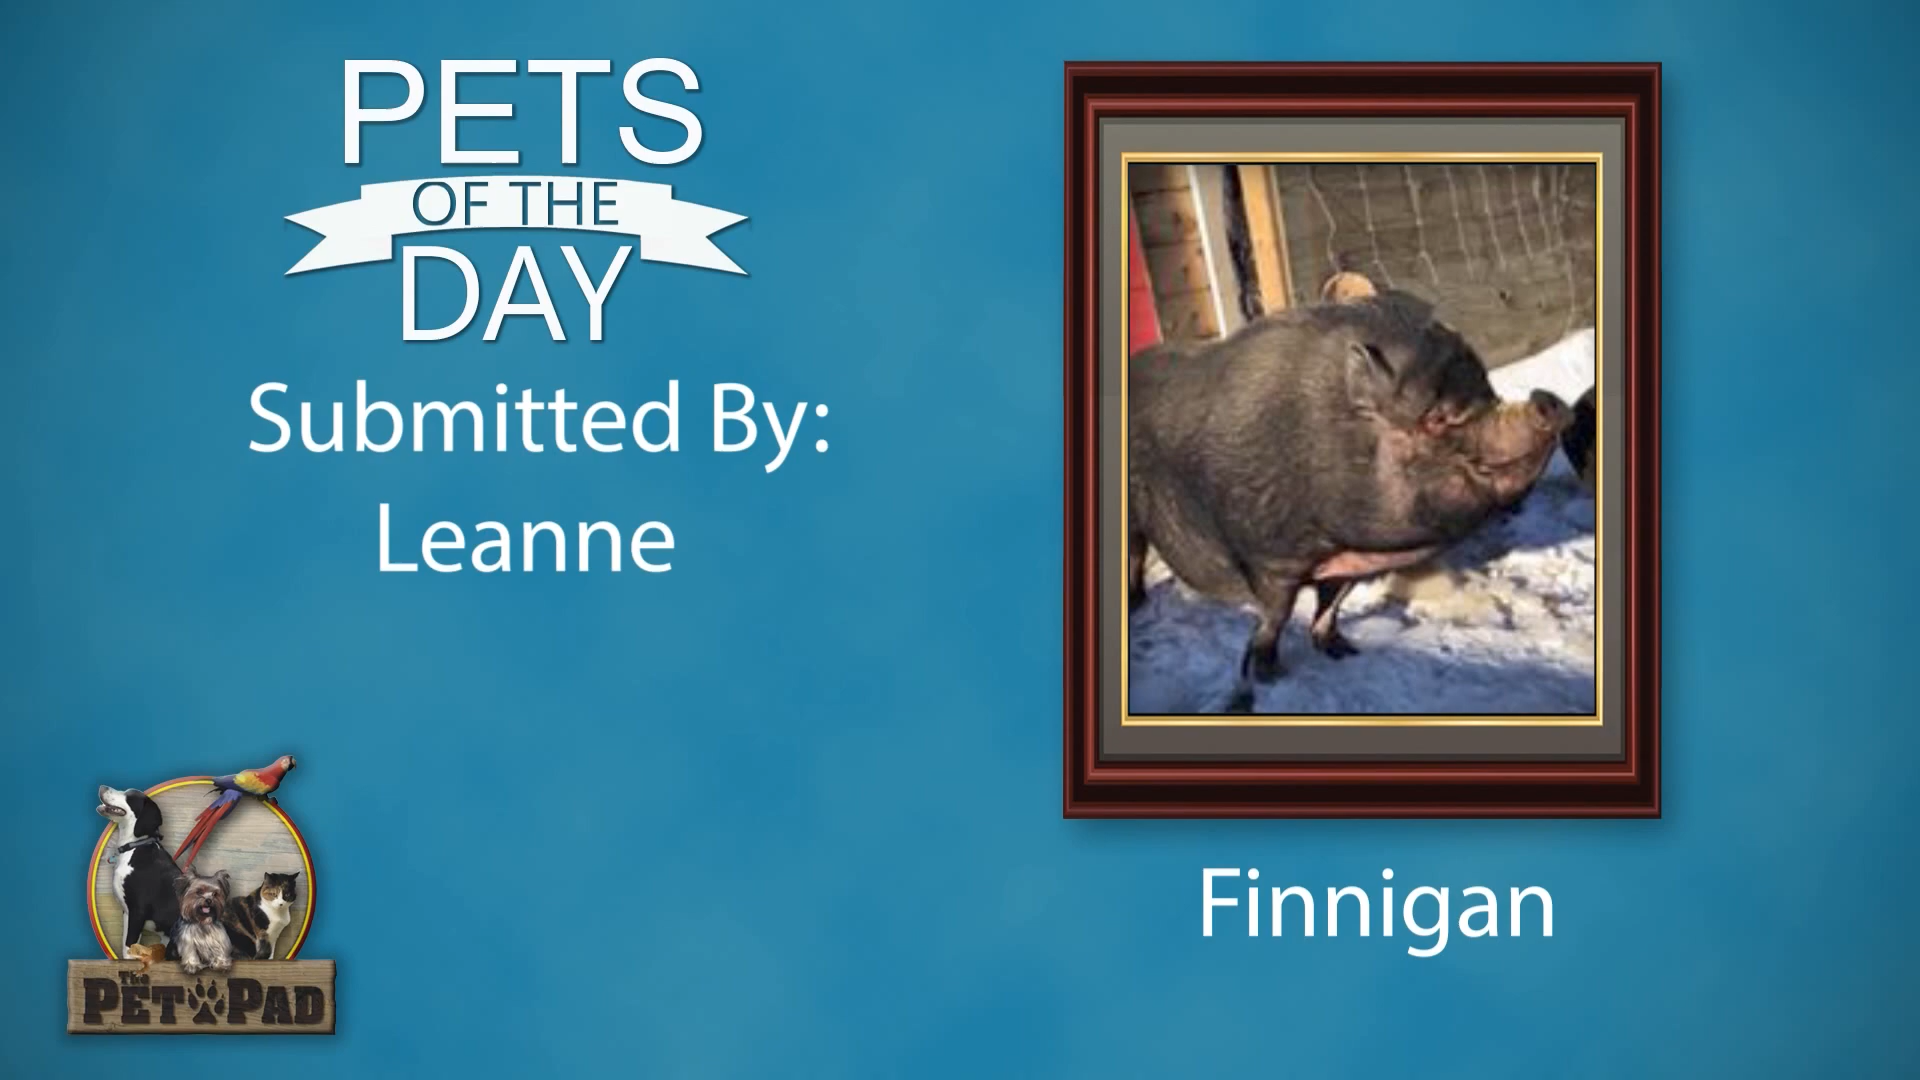 PETS
OF THE
DAY
Submitted By:
Leanne
Finnigan
The
PET PAD